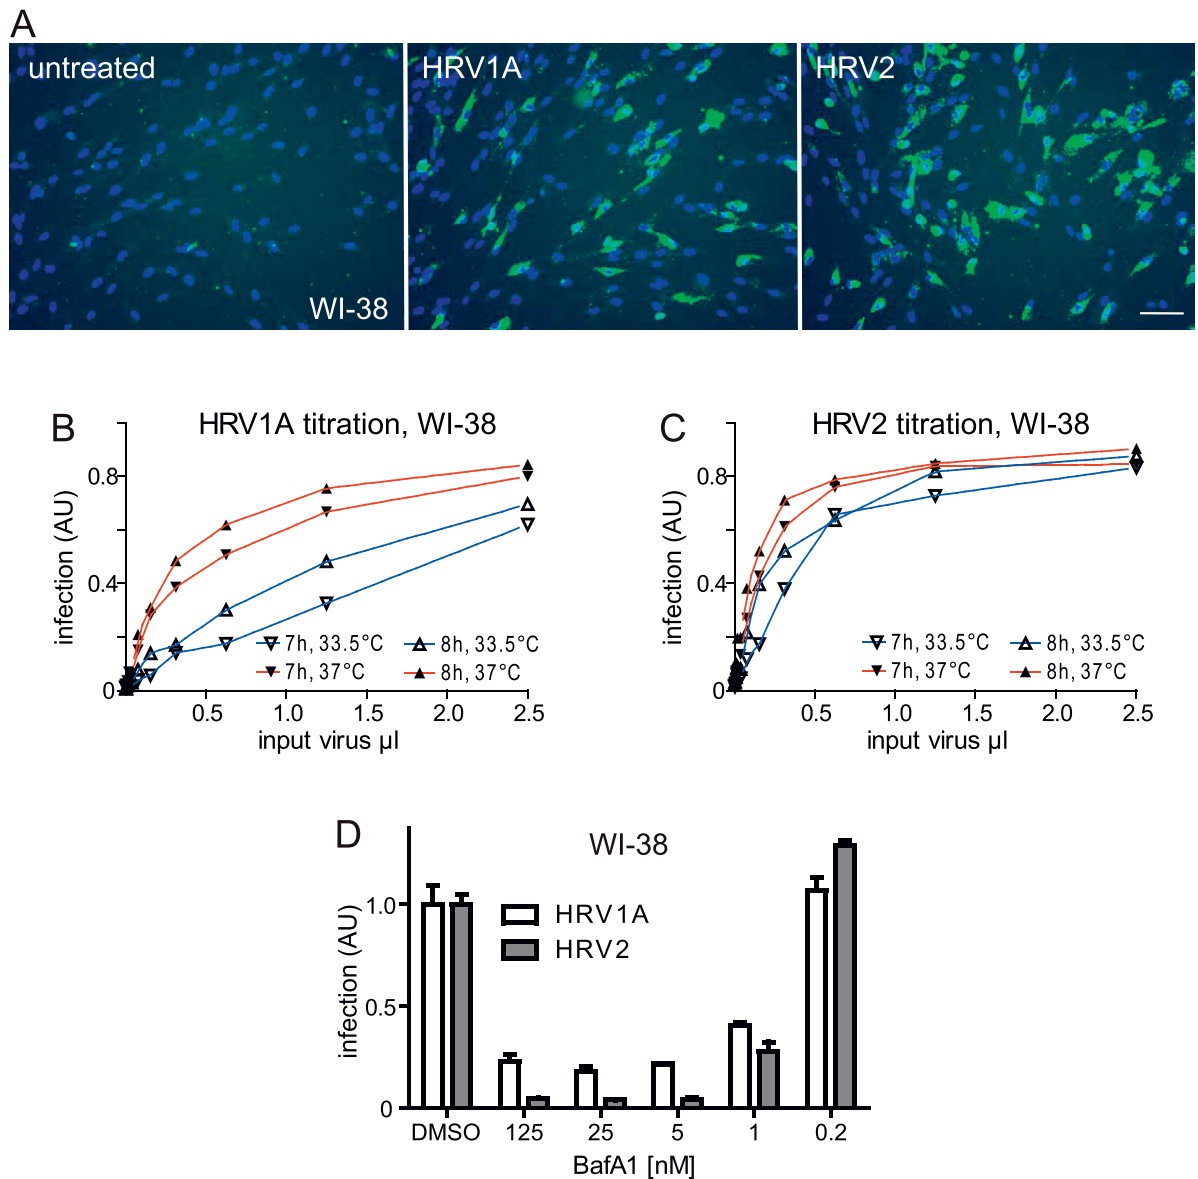 A
untreated
HRV1A
HRV2
WI-38
B
HRV1A titration, WI-38
infection (AU)
0.8
0.4
0
7h, 33.5°C
8h, 33.5°C
7h, 37°C
8h, 37°C
0.5
1.0
1.5
2.0
2.5
input virus µl
C
HRV2 titration, WI-38
infection (AU)
0.8
0.4
0
7h, 33.5°C
8h, 33.5°C
7h, 37°C
8h, 37°C
0.5
1.0
1.5
2.0
2.5
input virus µl
D
WI-38
infection (AU)
1.0
0.5
0
HRV1A
HRV2
DMSO
125
25
5
1
0.2
BafA1 [nM]